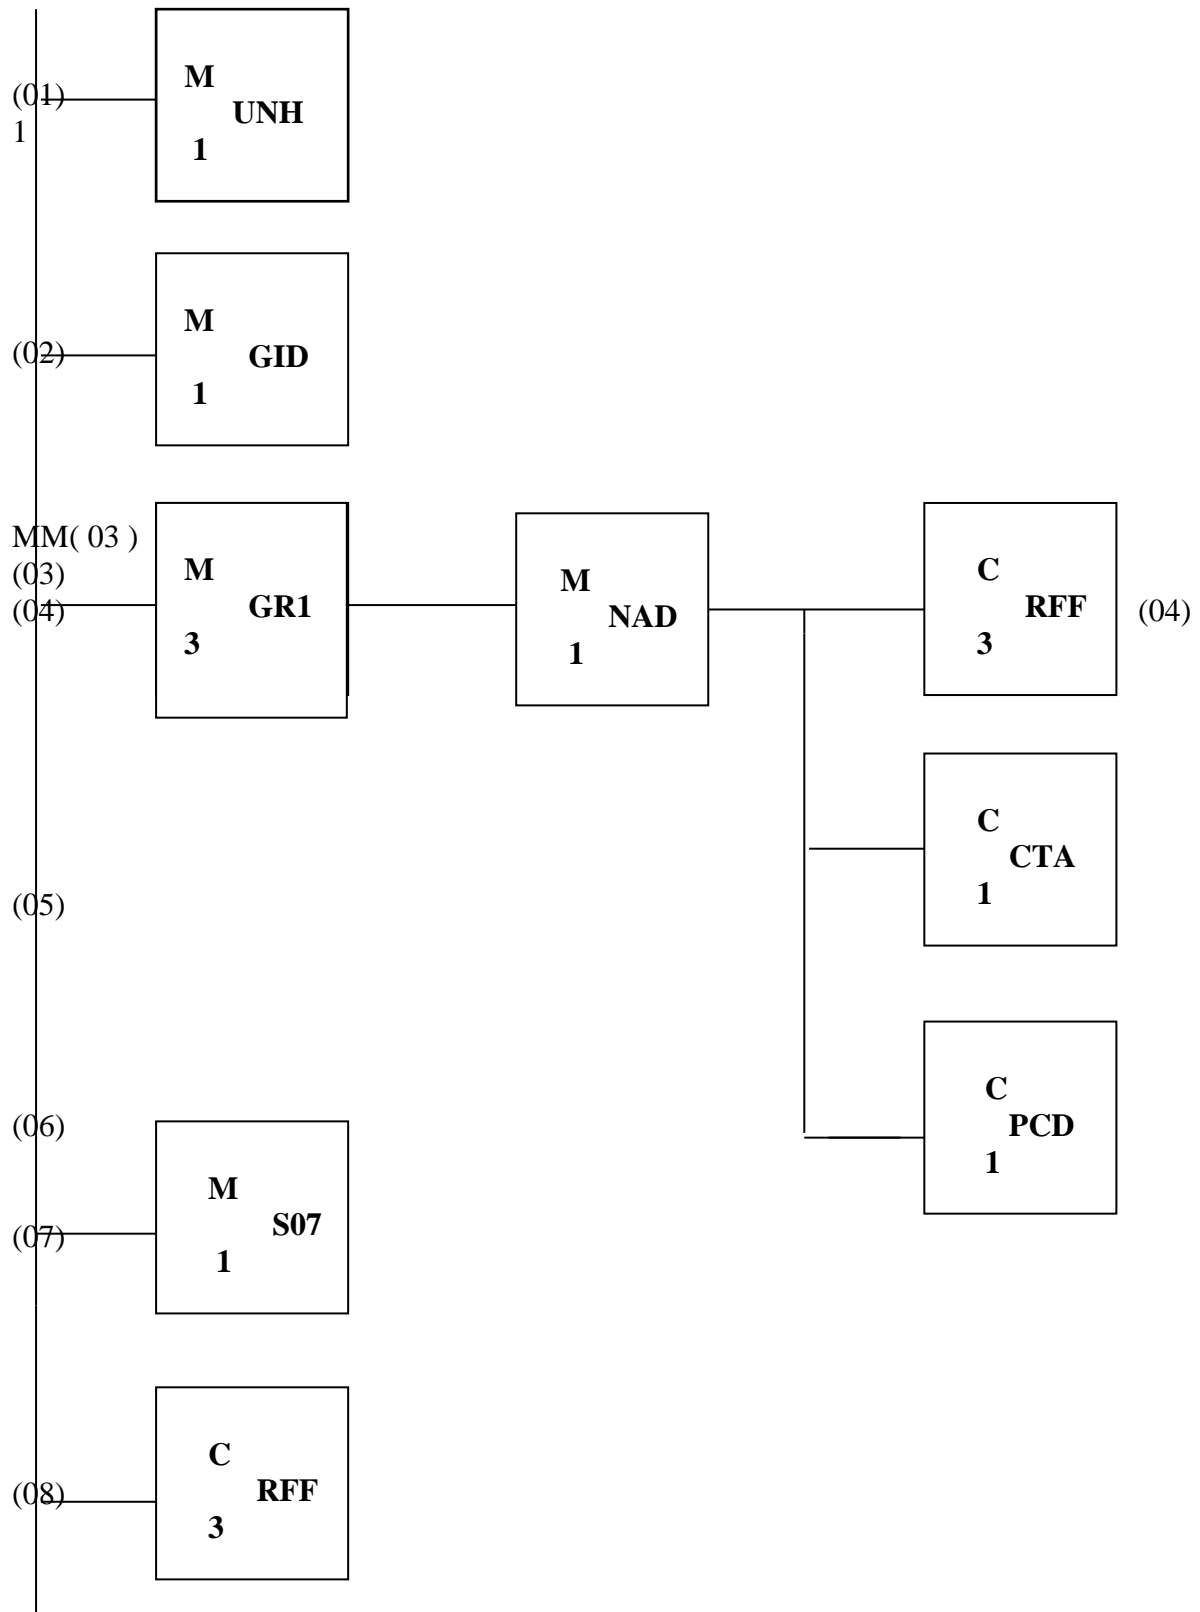 M
(01)
UNH
1
1
M
(02)
GID
1
MM( 03 )
(03)
M
(04)
GR1
3
M
NAD
1
C
RFF
3
(04)
C
CTA
1
(05)
C
PCD
1
(06)
M
S07
(07)
1
C
RFF
(08)
3